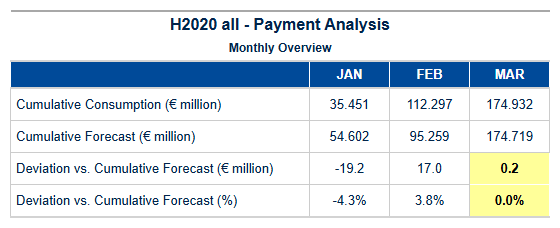 H2020 all - Payment Analysis
Monthly Overview
JAN FEB MAR
Cumulative Consumption (€ million) 35.451 112.297 174.932
Cumulative Forecast (€ million) 54.602 95.259 174.719
Deviation vs. Cumulative Forecast (€ million) -19.2 17.0 0.2
Deviation vs. Cumulative Forecast (%) -4.3% 3.8% 0.0%